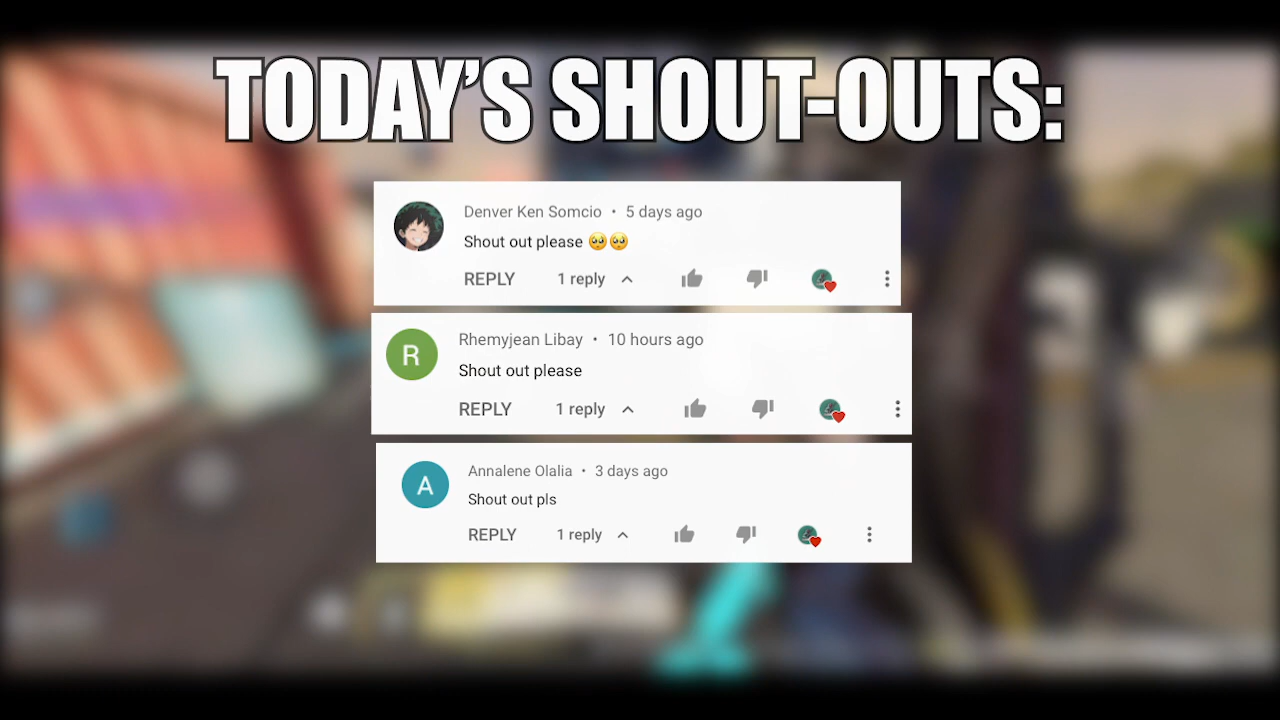 TODAY'S SHOUT-OUTS:
Denver Ken Somcio • 5 days ago
Shout out please 🥺🥺
REPLY 1 reply
R
Rhemyjean Libay • 10 hours ago
Shout out please
REPLY 1 reply
A
Annalene Olalia • 3 days ago
Shout out pls
REPLY 1 reply